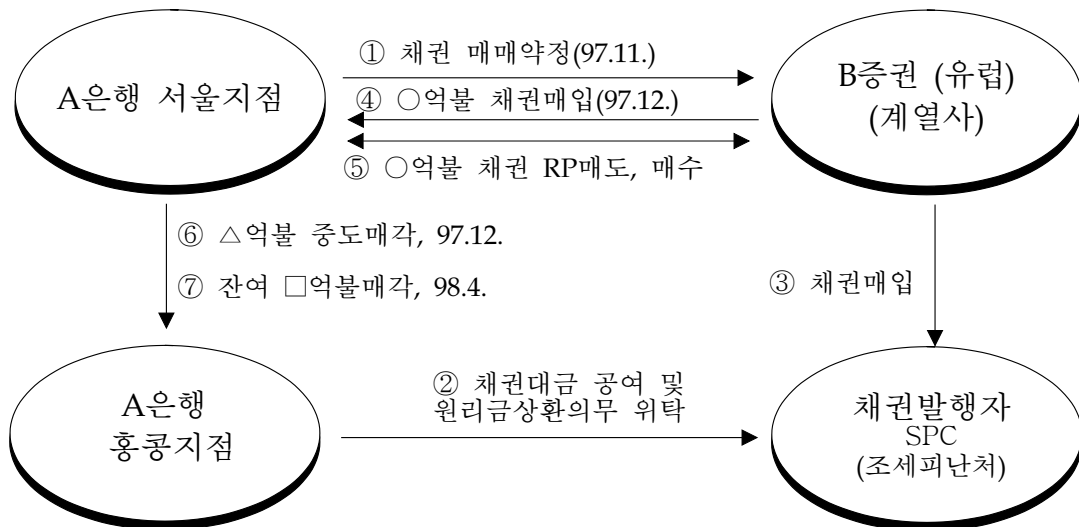 ① 채권 매매약정(97.11.)
A은행 서울지점
④ ○억불 채권매입(97.12.)
B증권 (유럽)
(계열사)
⑤ ○억불 채권 RP매도, 매수
⑥ △억불 중도매각, 97.12.
⑦ 잔여 □억불매각, 98.4.
③ 채권매입
A은행
홍콩지점
② 채권대금 공여 및
원리금상환의무 위탁
채권발행자
SPC
(조세피난처)